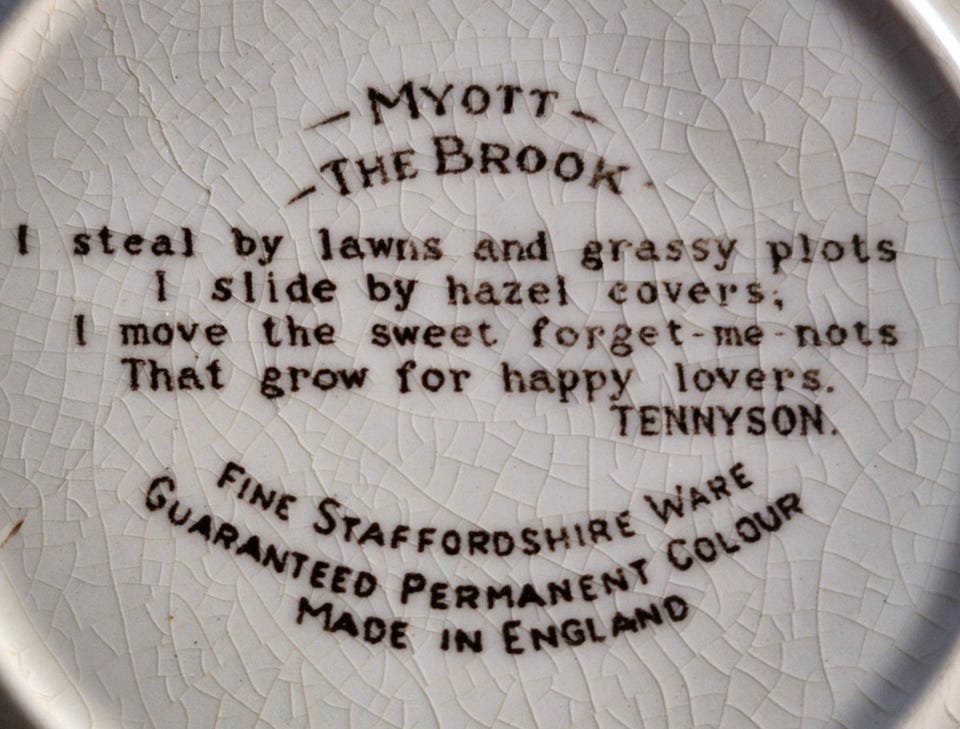 - MYOTT -
- THE BROOK -
I steal by lawns and grassy plots
I slide by hazel covers;
I move the sweet forget-me-nots
That grow for happy lovers.
TENNYSON.
FINE STAFFORDSHIRE WARE
GUARANTEED PERMANENT COLOUR
MADE IN ENGLAND